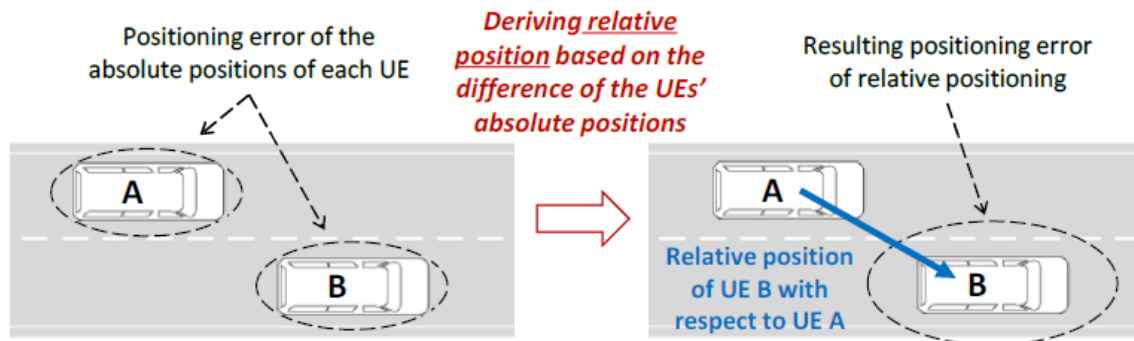 Positioning error of the
absolute positions of each UE
Deriving relative
position based on the
difference of the UEs'
absolute positions
Resulting positioning error
of relative positioning
A
B
A
B
Relative position
of UE B with
respect to UE A